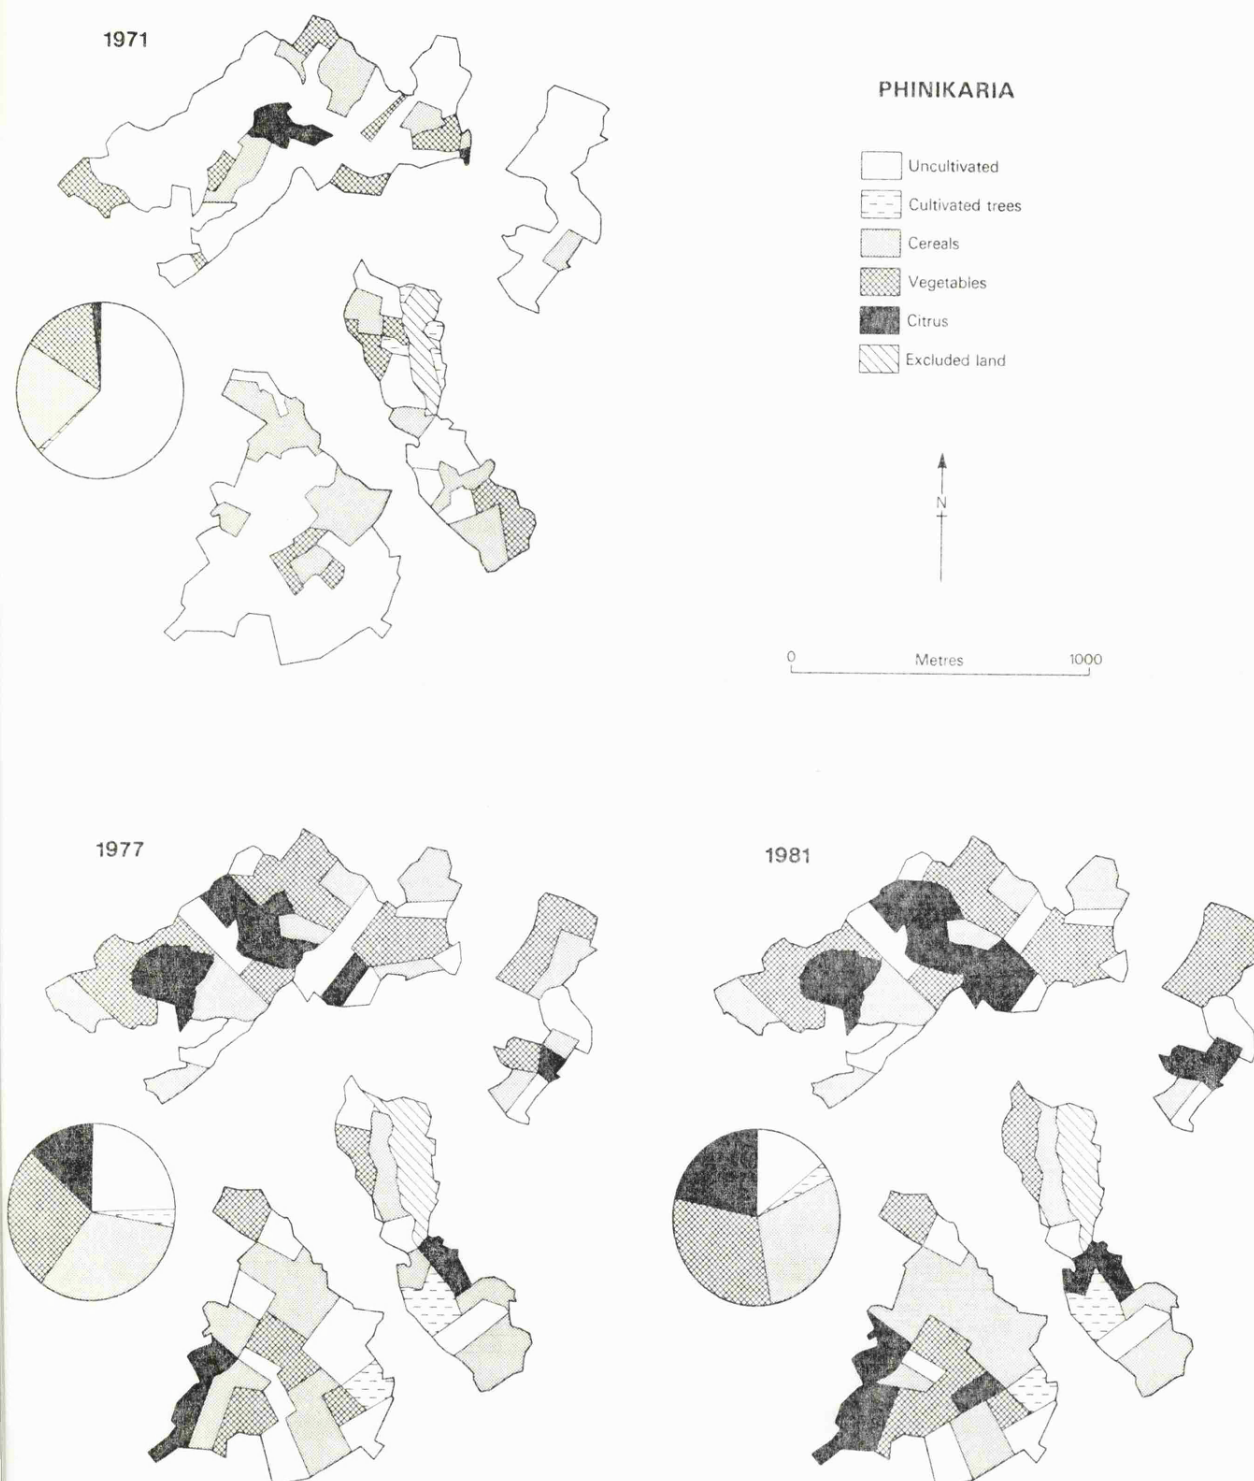 1971
PHINIKARIA
Uncultivated
Cultivated trees
Cereals
Vegetables
Citrus
Excluded land
N
0 Metres 1000
1977
1981